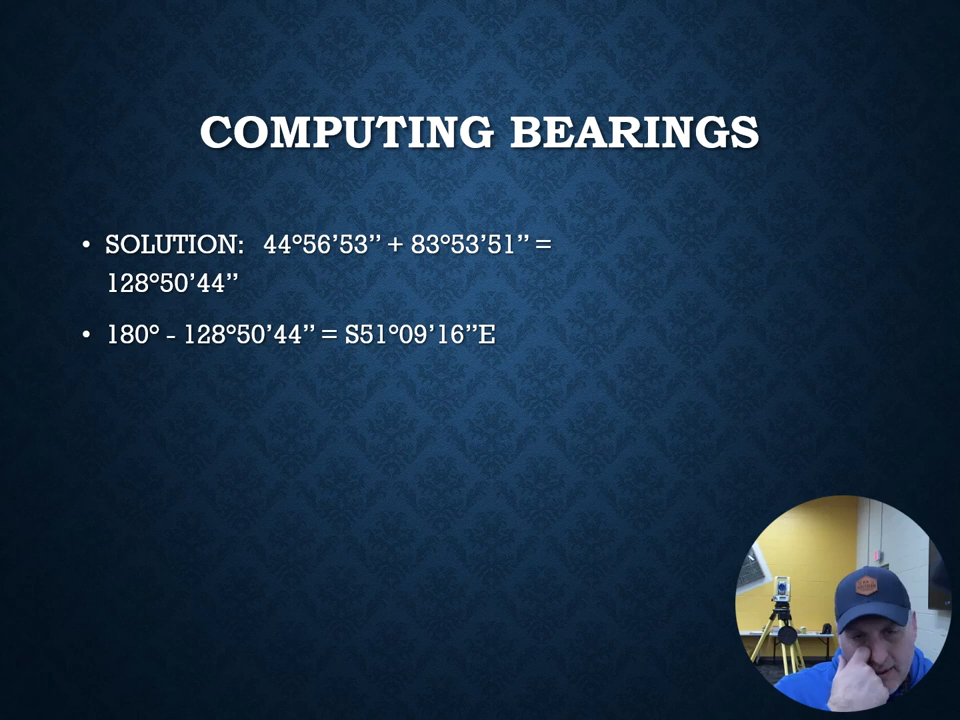 COMPUTING BEARINGS
• SOLUTION: 44°56’53” + 83°53’51” =
128°50’44”
• 180° - 128°50’44” = S51°09’16”E